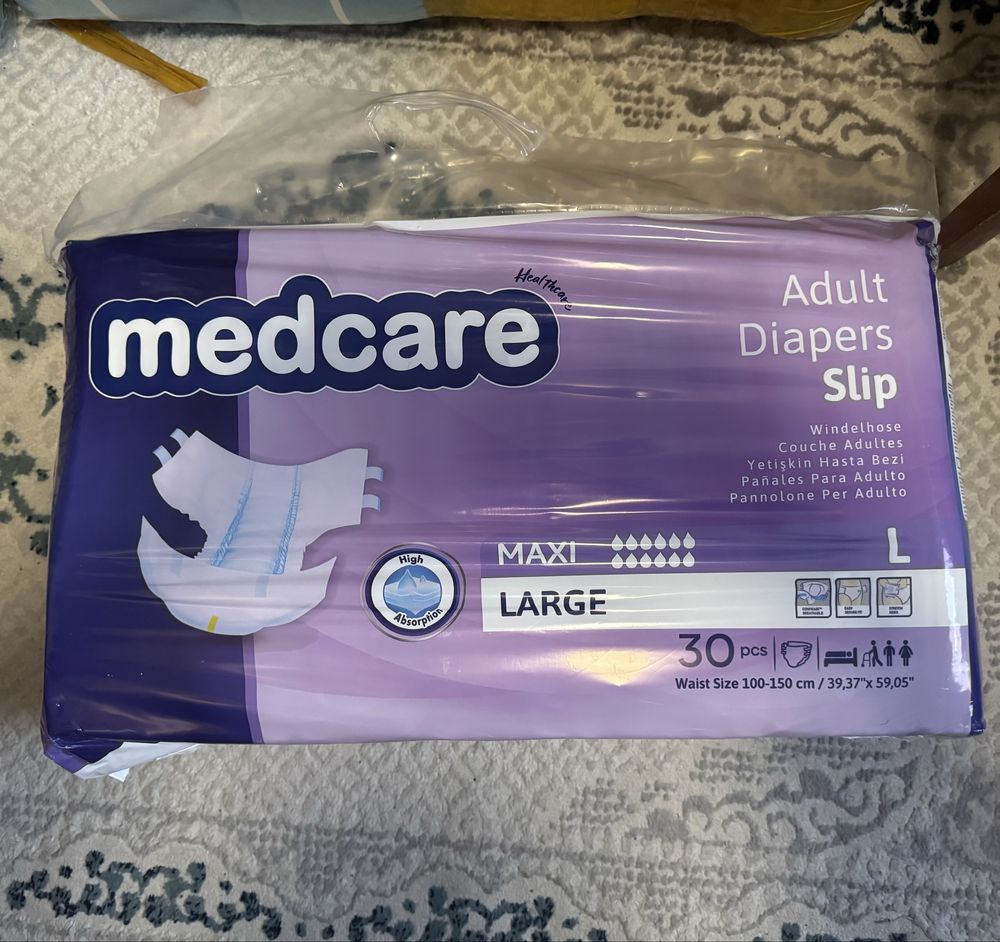 Healthcare
medcare
Adult
Diapers
Slip
Windelhose
Couche Adultes
Yetişkin Hasta Bezi
Pañales Para Adulto
Pannolone Per Adulto
MAXI
L
LARGE
High
Absorption
30 pcs
Waist Size 100-150 cm / 39,37"x 59,05"